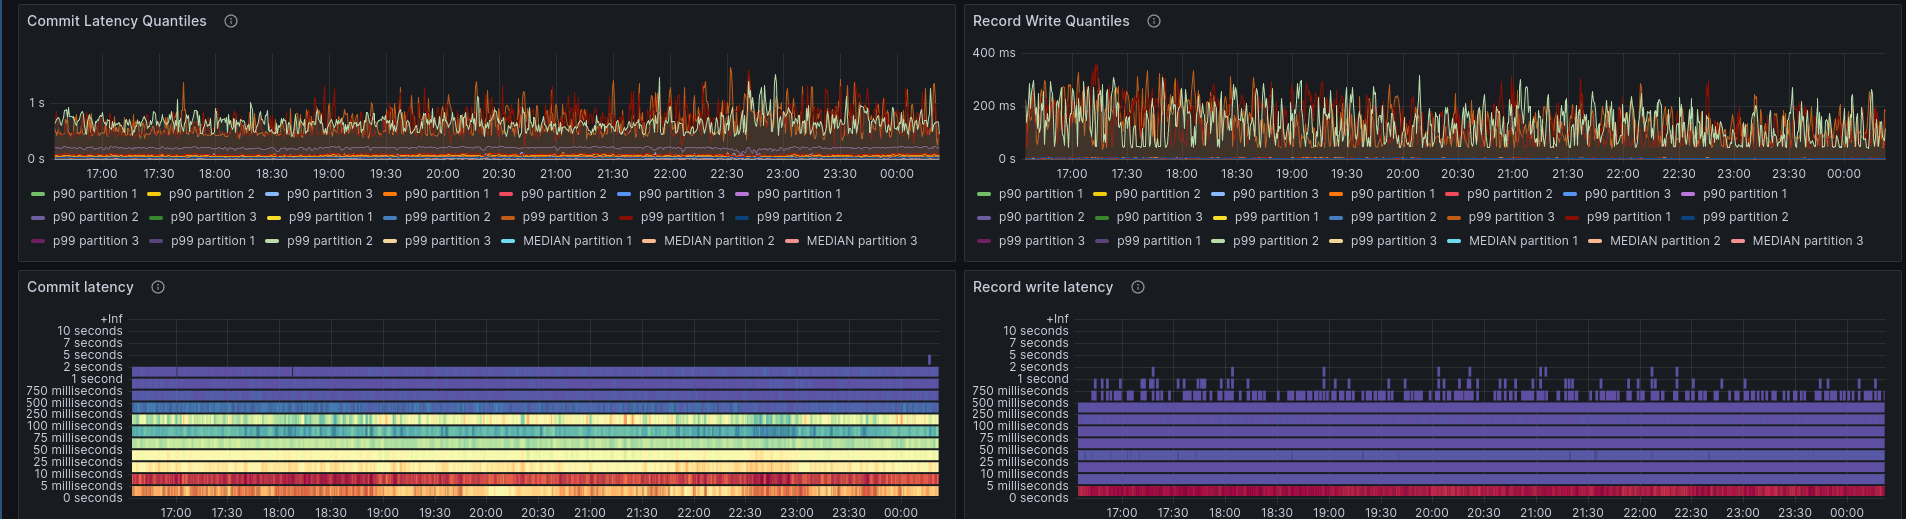 Commit Latency Quantiles
1 s
0 s
17:00 17:30 18:00 18:30 19:00 19:30 20:00 20:30 21:00 21:30 22:00 22:30 23:00 23:30 00:00
p90 partition 1 p90 partition 2 p90 partition 3 p90 partition 1 p90 partition 2 p90 partition 3 p90 partition 1
p90 partition 2 p90 partition 3 p99 partition 1 p99 partition 2 p99 partition 3 p99 partition 1 p99 partition 2
p99 partition 3 p99 partition 1 p99 partition 2 p99 partition 3 MEDIAN partition 1 MEDIAN partition 2 MEDIAN partition 3
Record Write Quantiles
400 ms
200 ms
0 s
17:00 17:30 18:00 18:30 19:00 19:30 20:00 20:30 21:00 21:30 22:00 22:30 23:00 23:30 00:00
p90 partition 1 p90 partition 2 p90 partition 3 p90 partition 1 p90 partition 2 p90 partition 3 p90 partition 1
p90 partition 2 p90 partition 3 p99 partition 1 p99 partition 2 p99 partition 3 p99 partition 1 p99 partition 2
p99 partition 3 p99 partition 1 p99 partition 2 p99 partition 3 MEDIAN partition 1 MEDIAN partition 2 MEDIAN partition 3
Commit latency
+Inf
10 seconds
7 seconds
5 seconds
2 seconds
1 second
750 milliseconds
500 milliseconds
250 milliseconds
100 milliseconds
75 milliseconds
50 milliseconds
25 milliseconds
10 milliseconds
5 milliseconds
0 seconds
17:00 17:30 18:00 18:30 19:00 19:30 20:00 20:30 21:00 21:30 22:00 22:30 23:00 23:30 00:00
Record write latency
+Inf
10 seconds
7 seconds
5 seconds
2 seconds
1 second
750 milliseconds
500 milliseconds
250 milliseconds
100 milliseconds
75 milliseconds
50 milliseconds
25 milliseconds
10 milliseconds
5 milliseconds
0 seconds
17:00 17:30 18:00 18:30 19:00 19:30 20:00 20:30 21:00 21:30 22:00 22:30 23:00 23:30 00:00